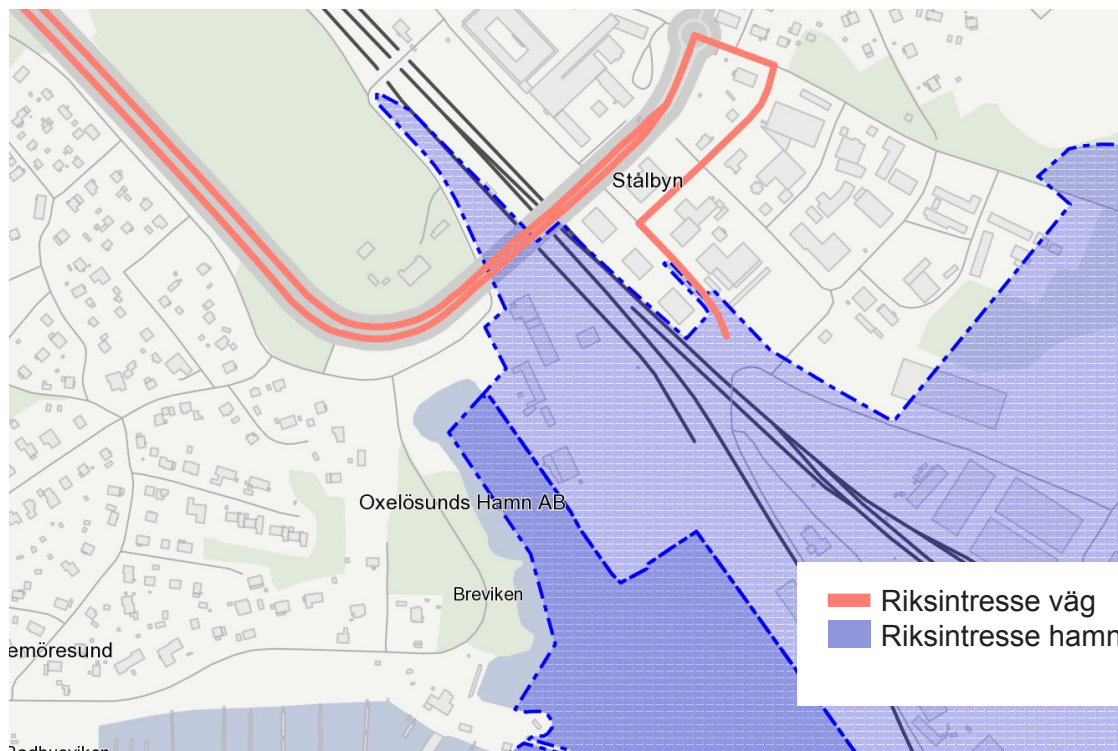 Stålbyn
Oxelösunds Hamn AB
Breviken
emöresund
Riksintresse väg
Riksintresse hamn